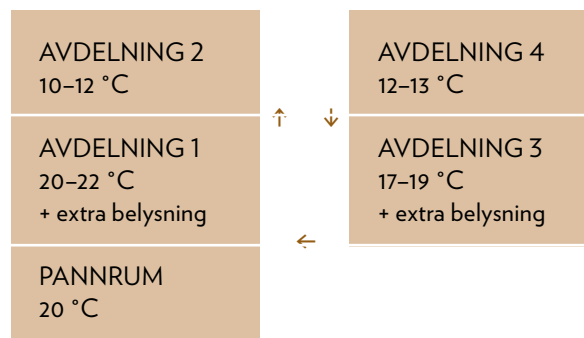 AVDELNING 2
10–12 °C
AVDELNING 1
20–22 °C
+ extra belysning
PANNRUM
20 °C
AVDELNING 4
12–13 °C
AVDELNING 3
17–19 °C
+ extra belysning